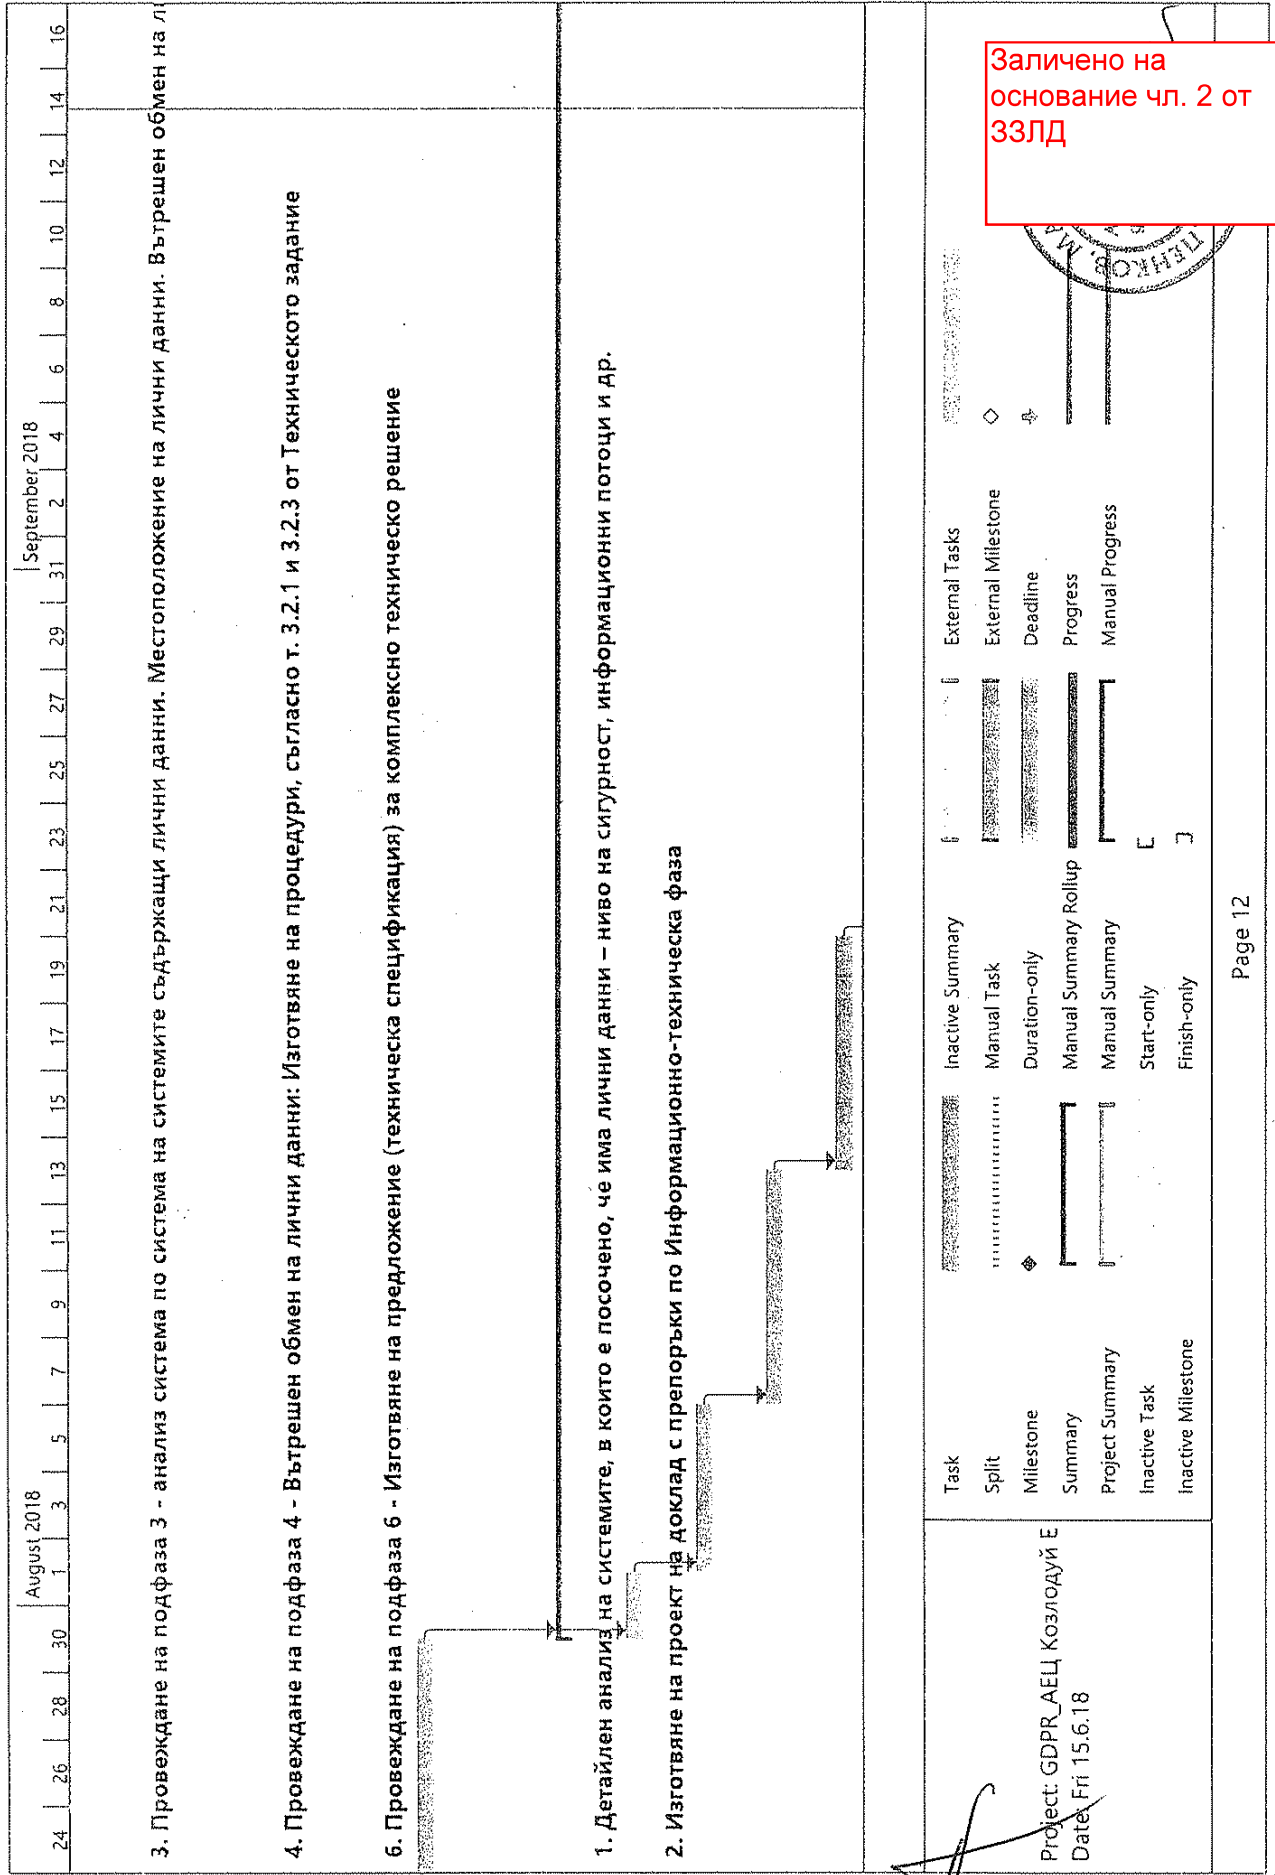 August 2018
September 2018
24 26 28 30 1 3 5 7 9 11 13 15 17 19 21 23 25 27 29 31 2 4 6 8 10 12 14 16
3. Провеждане на подфаза 3 - анализ система по система на системите съдържащи лични данни. Местоположение на лични данни. Вътрешен обмен на
4. Провеждане на подфаза 4 - Вътрешен обмен на лични данни: Изготвяне на процедури, съгласно т. 3.2.1 и 3.2.3 от Техническото задание
6. Провеждане на подфаза 6 - Изготвяне на предложение (техническа спецификация) за комплексно техническо решение
1. Детайлен анализ на системите, в които е посочено, че има лични данни – ниво на сигурност, информационни потоци и др.
2. Изготвяне на проект на доклад с препоръки по Информационно-техническа фаза
Project: GDPR_АЕЦ Козлодуй Е
Date: Fri 15.6.18
Task
Split
Milestone
Summary
Project Summary
Inactive Task
Inactive Milestone
Inactive Summary
Manual Task
Duration-only
Manual Summary Rollup
Manual Summary
Start-only
Finish-only
External Tasks
External Milestone
Deadline
Progress
Manual Progress
Page 12
Заличено на
основание чл. 2 от
ЗЗЛД
ПЕНКОВ, МА